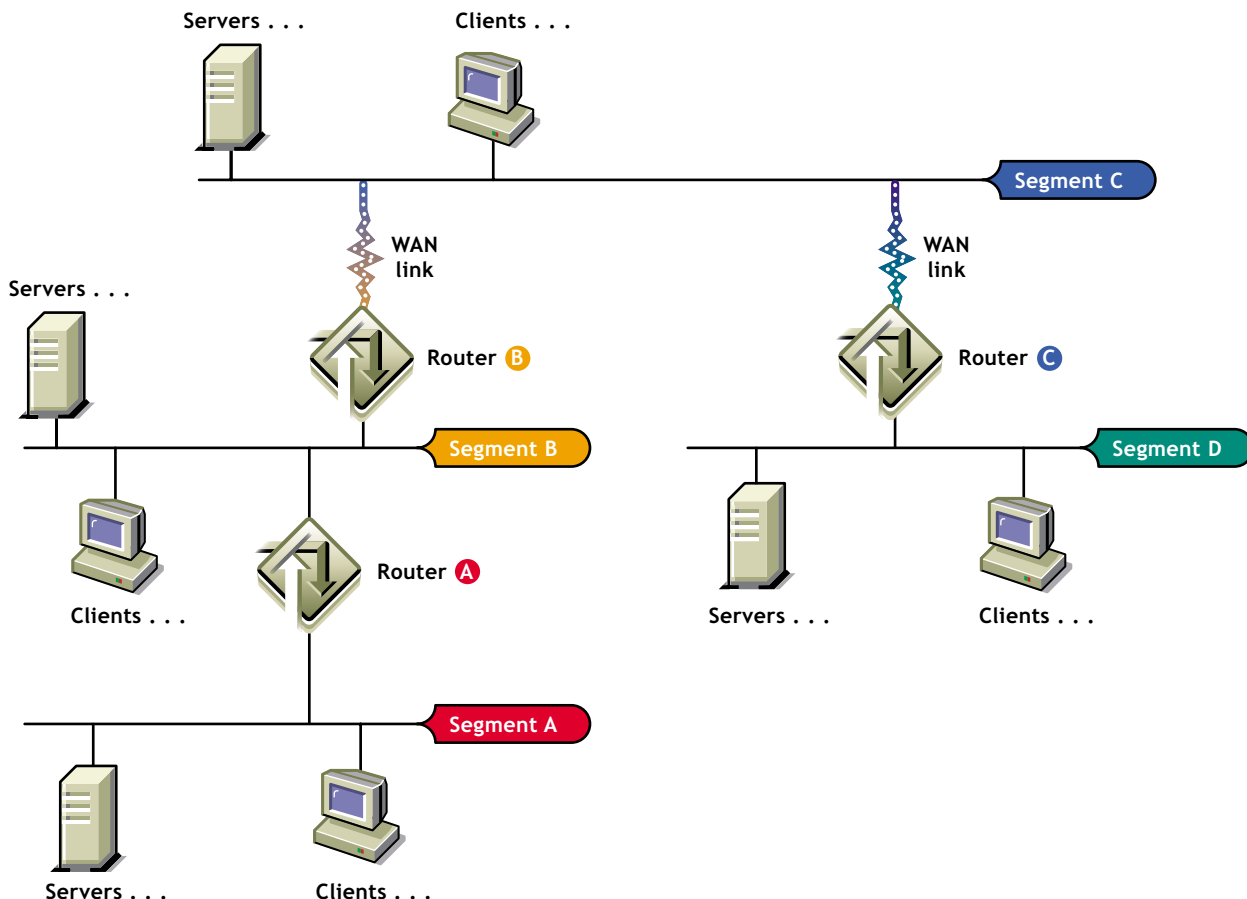 Servers . . .
Clients . . .
Segment C
WAN
link
WAN
link
Servers . . .
Router B
Router C
Segment B
Segment D
Clients . . .
Router A
Servers . . .
Clients . . .
Segment A
Servers . . .
Clients . . .